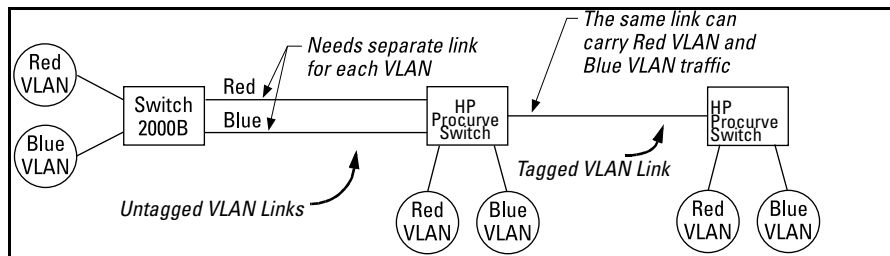 Needs separate link
for each VLAN
The same link can
carry Red VLAN and
Blue VLAN traffic
Red
VLAN
Blue
VLAN
Switch
2000B
Red
Blue
HP
Procurve
Switch
HP
Procurve
Switch
Untagged VLAN Links
Tagged VLAN Link
Red
VLAN
Blue
VLAN
Red
VLAN
Blue
VLAN